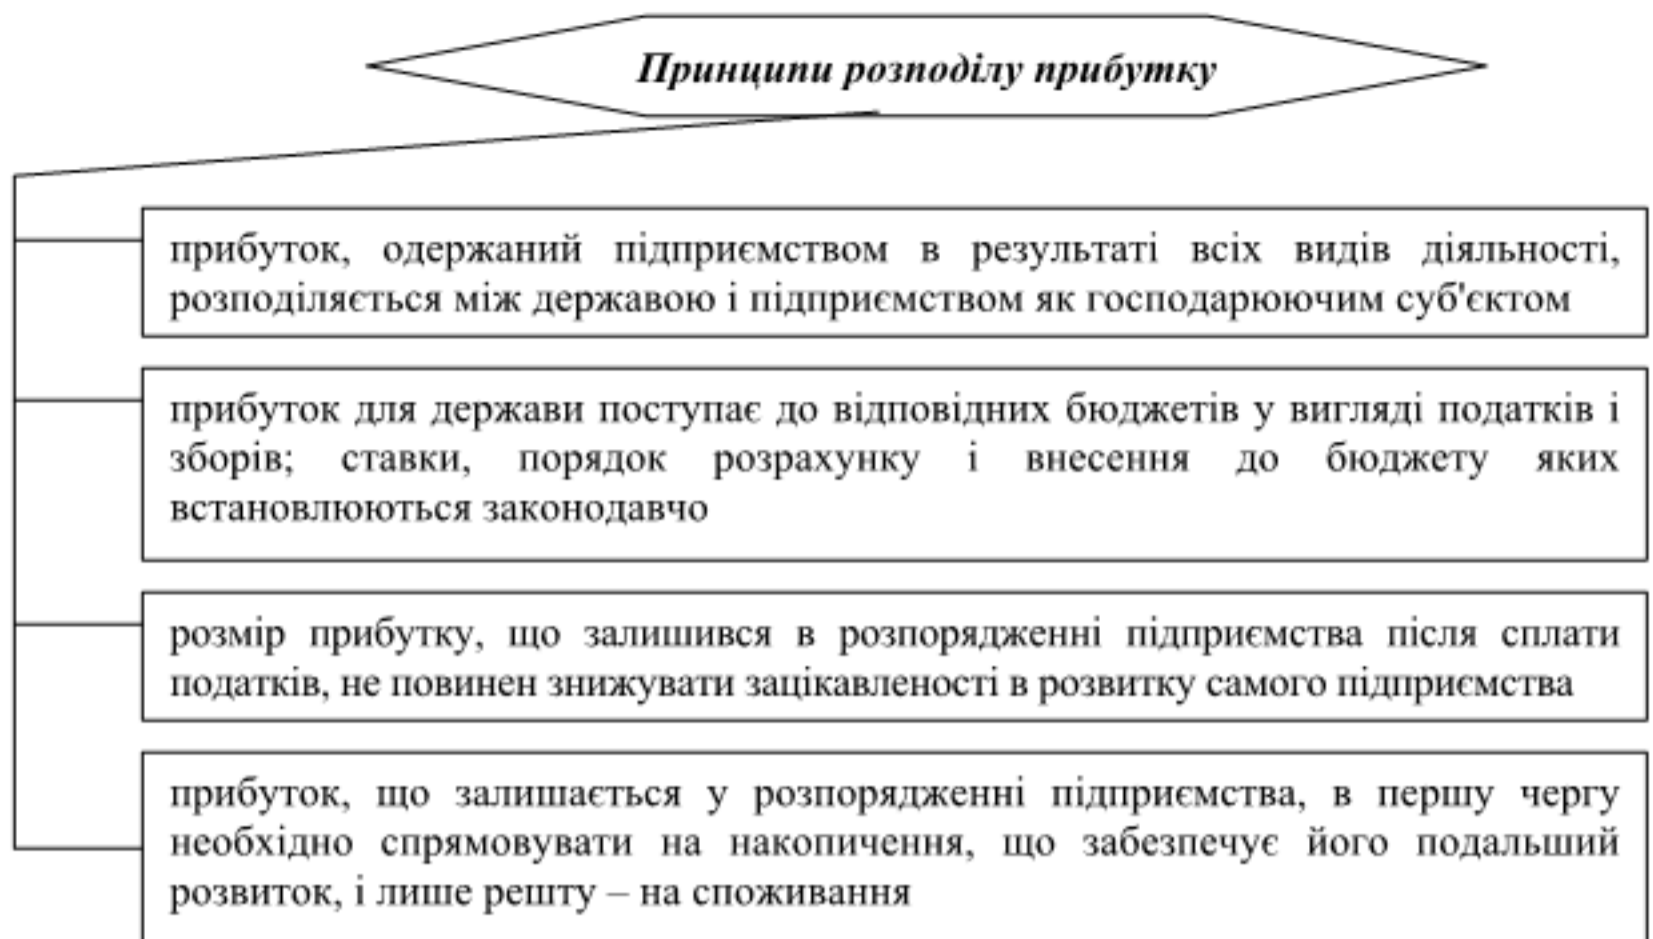 Принципи розподілу прибутку
прибуток, одержаний підприємством в результаті всіх видів діяльності,
розподіляється між державою і підприємством як господарюючим суб'єктом
прибуток для держави поступає до відповідних бюджетів у вигляді податків і
зборів; ставки, порядок розрахунку і внесення до бюджету яких
встановлюються законодавчо
розмір прибутку, що залишився в розпорядженні підприємства після сплати
податків, не повинен знижувати зацікавленості в розвитку самого підприємства
прибуток, що залишається у розпорядженні підприємства, в першу чергу
необхідно спрямовувати на накопичення, що забезпечує його подальший
розвиток, і лише решту – на споживання